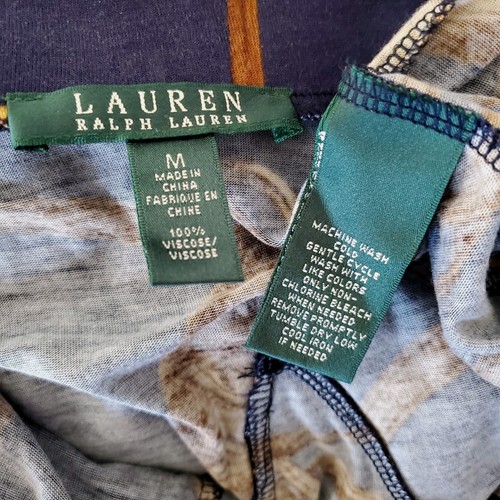 LAUREN
RALPH LAUREN
M
MADE IN
CHINA
FABRIQUE EN
CHINE
100%
VISCOSE/
VISCOSE
MACHINE WASH
COLD
GENTLE CYCLE
WASH WITH
LIKE COLORS
ONLY NON-
CHLORINE BLEACH
WHEN NEEDED
REMOVE PROMPTLY
TUMBLE DRY LOW
COOL IRON
IF NEEDED